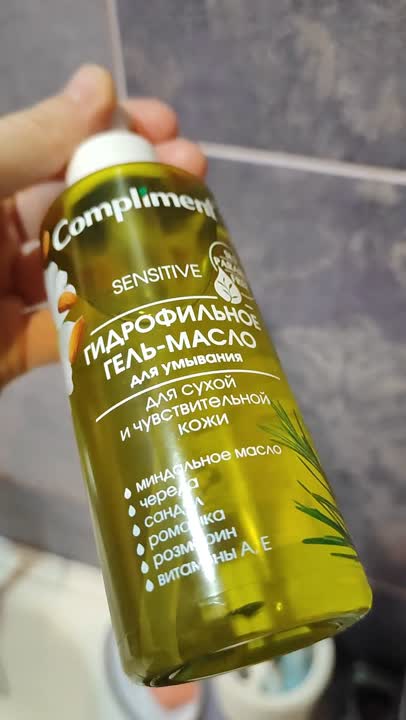 Compliment
SENSITIVE
ГИДРОФИЛЬНОЕ
ГЕЛЬ-МАСЛО
для умывания
для сухой
и чувствительной
кожи
миндальное масло
череда
сандал
ромашка
розмарин
витамины А, Е